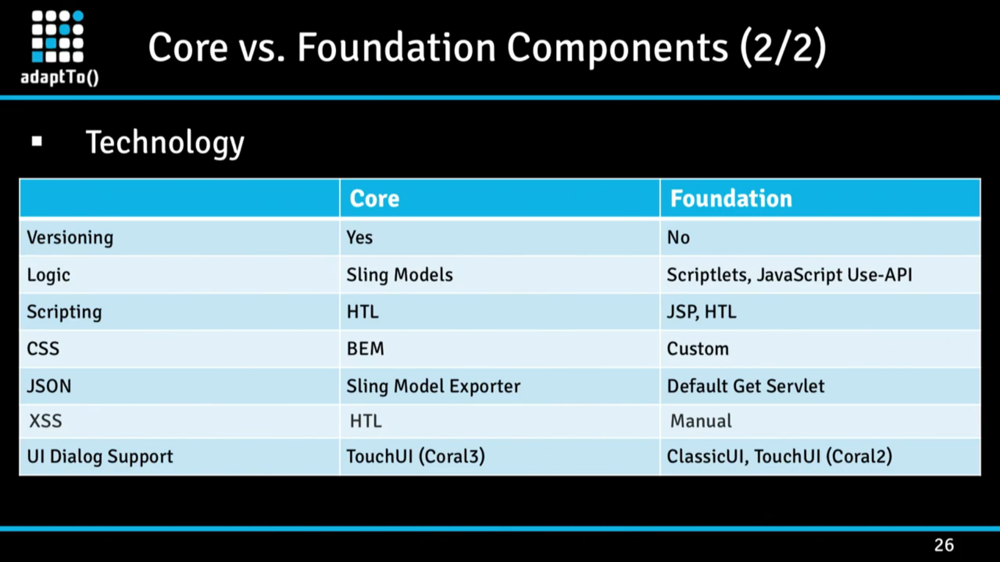 adaptTo()
Core vs. Foundation Components (2/2)
Technology
Core Foundation
Versioning Yes No
Logic Sling Models Scriptlets, JavaScript Use-API
Scripting HTL JSP, HTL
CSS BEM Custom
JSON Sling Model Exporter Default Get Servlet
XSS HTL Manual
UI Dialog Support TouchUI (Coral3) ClassicUI, TouchUI (Coral2)
26